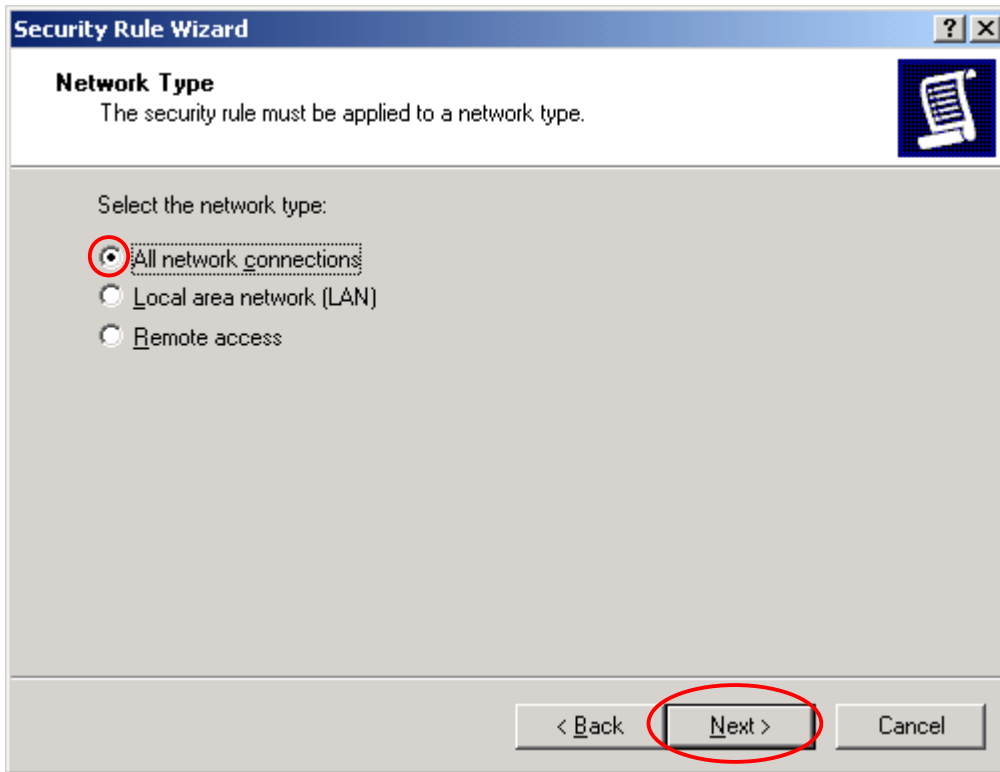 Security Rule Wizard
Network Type
The security rule must be applied to a network type.
Select the network type:
All network connections
Local area network (LAN)
Remote access
< Back Next > Cancel